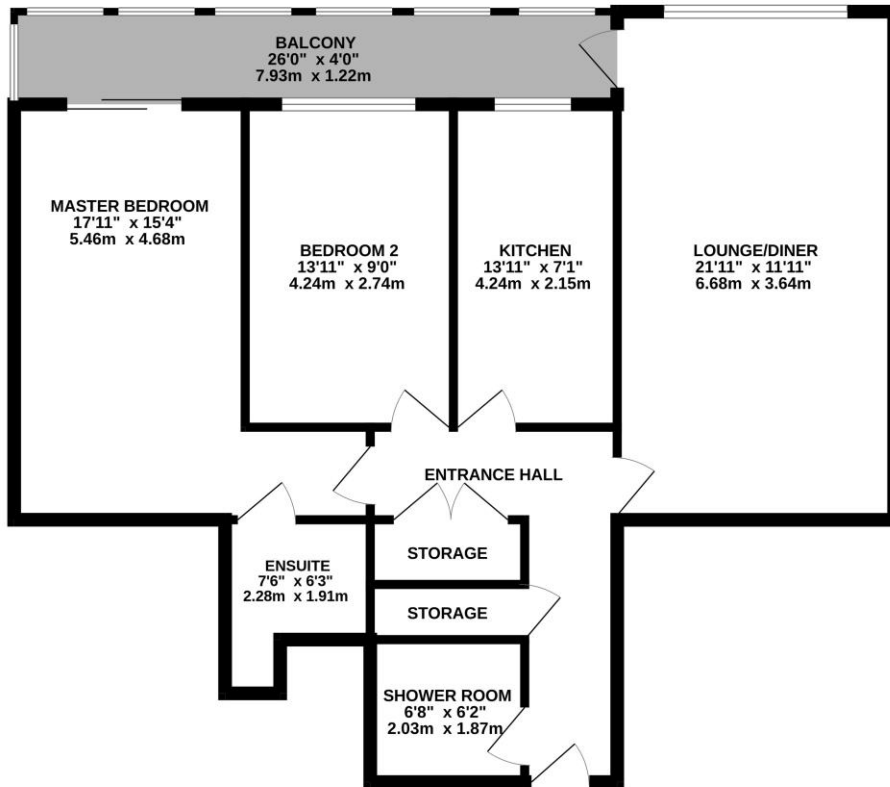 BALCONY
26'0" x 4'0"
7.93m x 1.22m
MASTER BEDROOM
17'11" x 15'4"
5.46m x 4.68m
BEDROOM 2
13'11" x 9'0"
4.24m x 2.74m
KITCHEN
13'11" x 7'1"
4.24m x 2.15m
LOUNGE/DINER
21'11" x 11'11"
6.68m x 3.64m
ENTRANCE HALL
STORAGE
ENSUITE
7'6" x 6'3"
2.28m x 1.91m
STORAGE
SHOWER ROOM
6'8" x 6'2"
2.03m x 1.87m